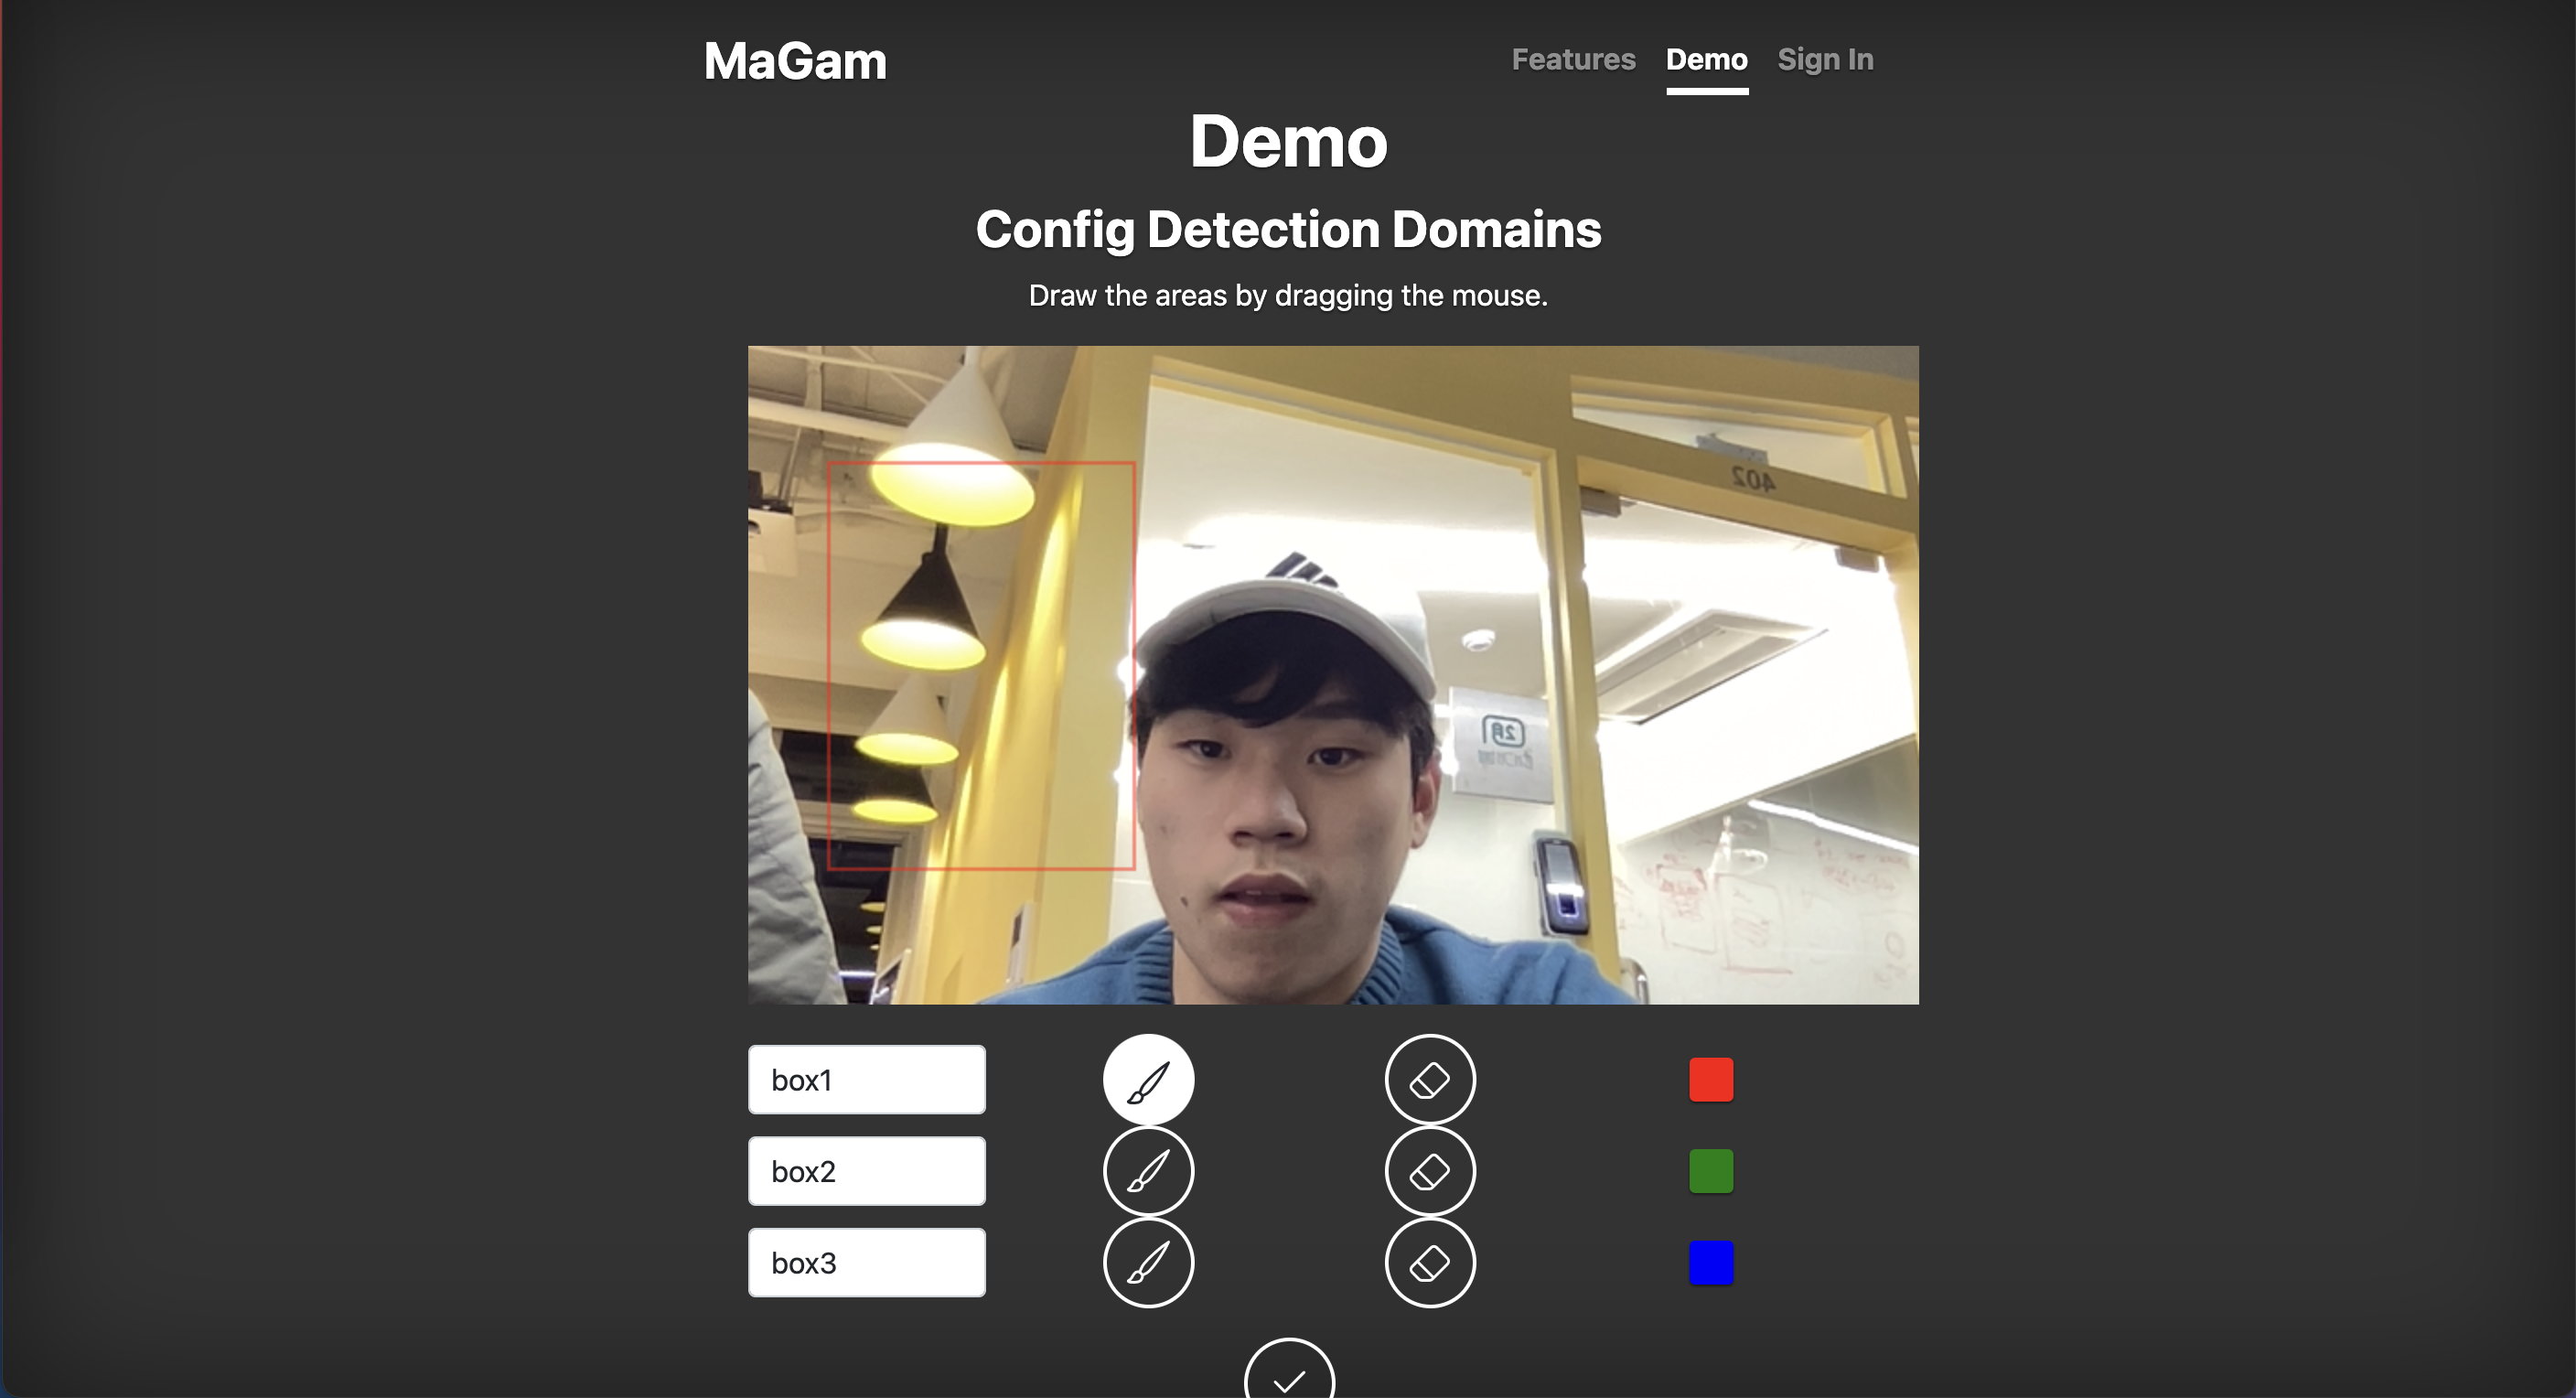 MaGam
Features Demo Sign In
Demo
Config Detection Domains
Draw the areas by dragging the mouse.
402
box1
box2
box3